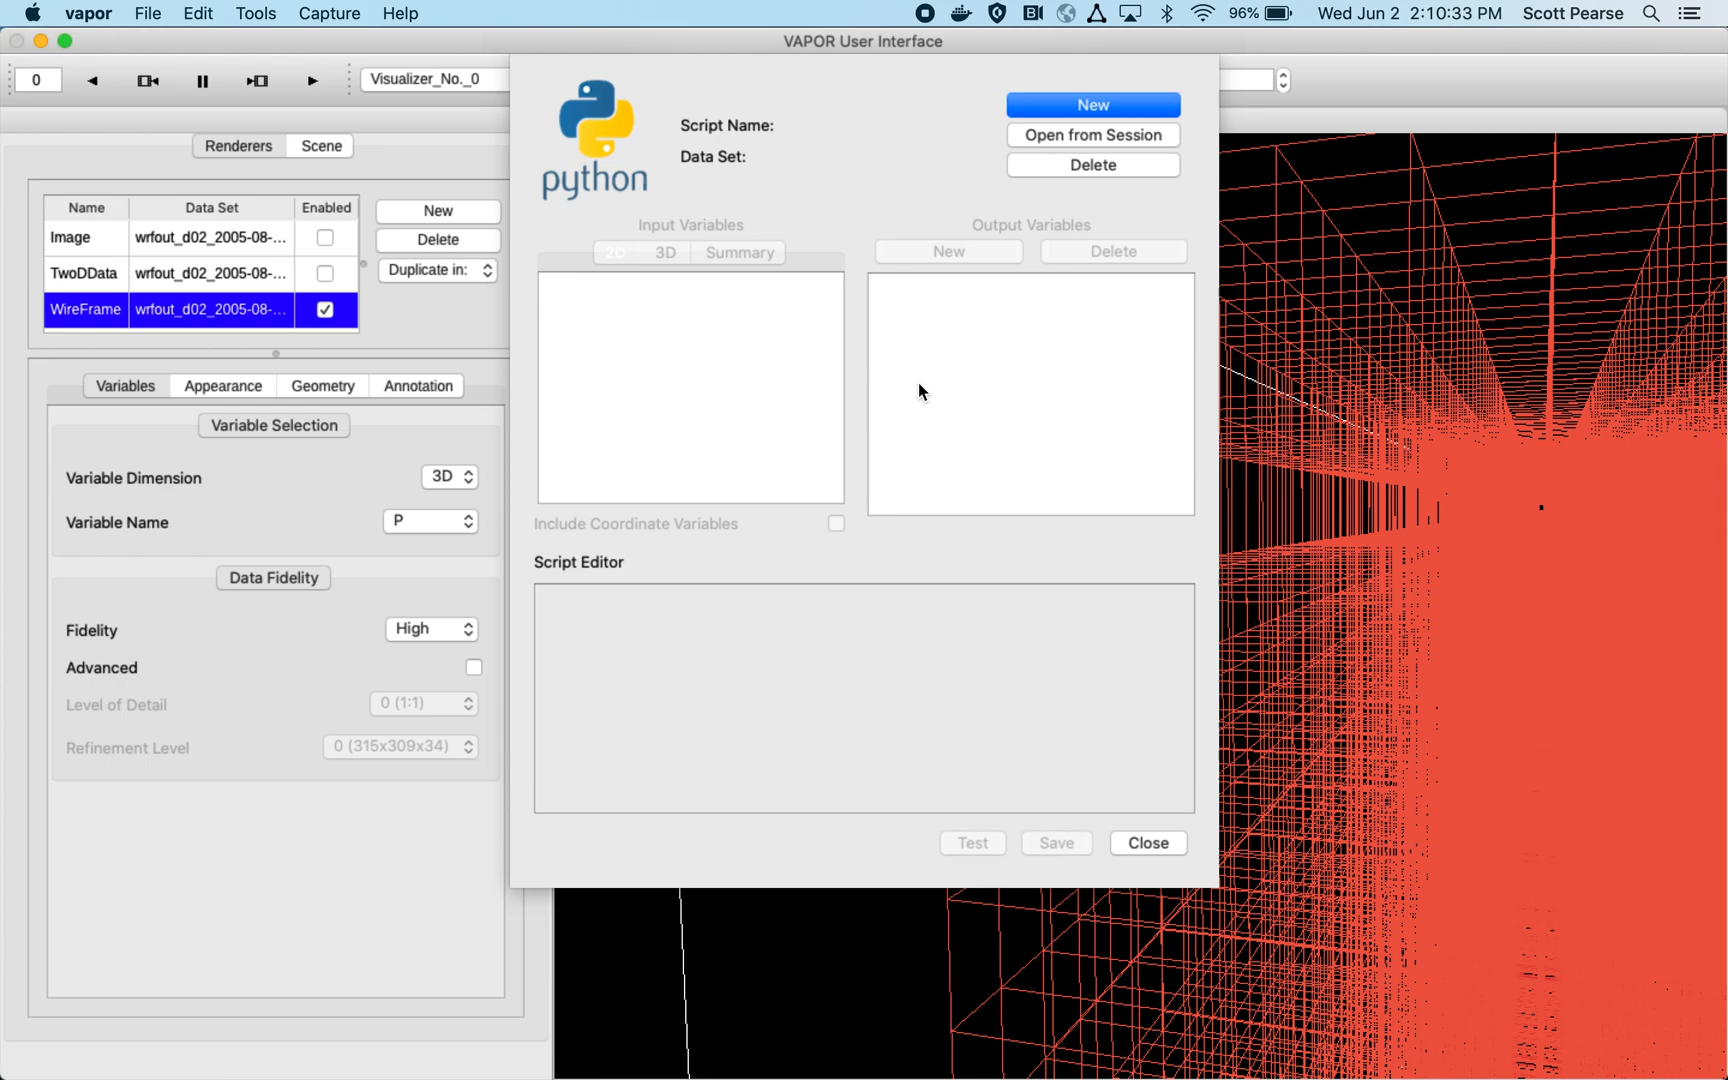 vapor File Edit Tools Capture Help 96% Wed Jun 2 2:10:33 PM Scott Pearse
VAPOR User Interface
0 Visualizer_No._0
Renderers Scene
Name Data Set Enabled
Image wrfout_d02_2005-08-...
TwoDData wrfout_d02_2005-08-...
WireFrame wrfout_d02_2005-08-...
New
Delete
Duplicate in:
Variables Appearance Geometry Annotation
Variable Selection
Variable Dimension 3D
Variable Name P
Data Fidelity
Fidelity High
Advanced
Level of Detail 0 (1:1)
Refinement Level 0 (315x309x34)
python
Script Name:
Data Set:
New
Open from Session
Delete
Input Variables
2D 3D Summary
Output Variables
New Delete
Include Coordinate Variables
Script Editor
Test Save Close